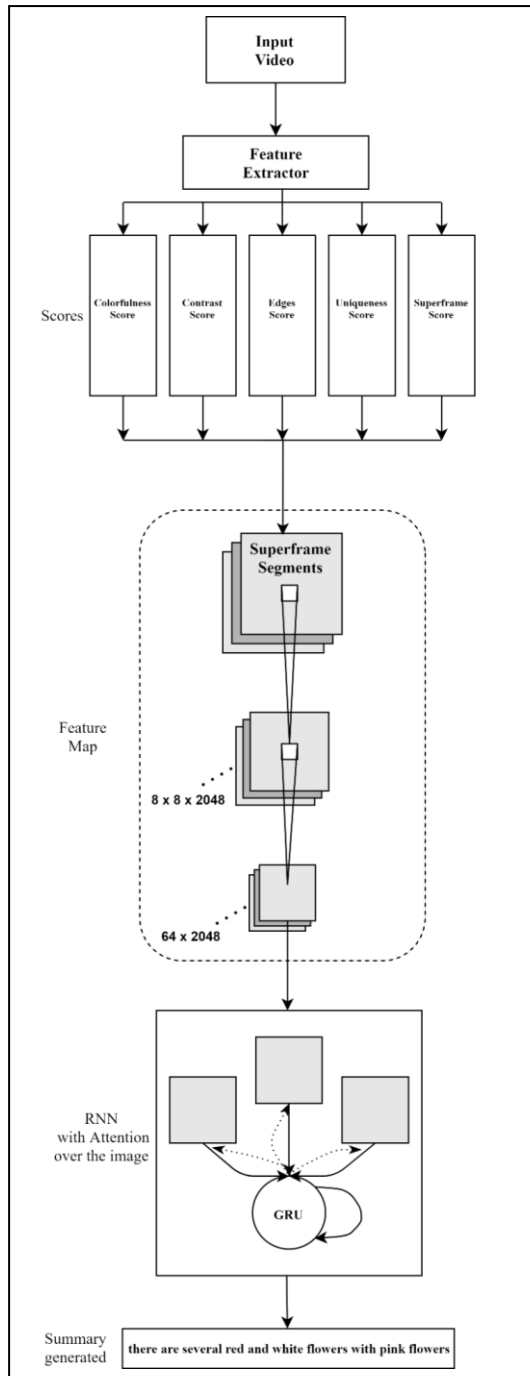 Input
Video
Feature
Extractor
Scores
Colorfulness
Score
Contrast
Score
Edges
Score
Uniqueness
Score
Superframe
Score
Superframe
Segments
Feature
Map
8 x 8 x 2048
64 x 2048
RNN
with Attention
over the image
GRU
Summary
generated
there are several red and white flowers with pink flowers